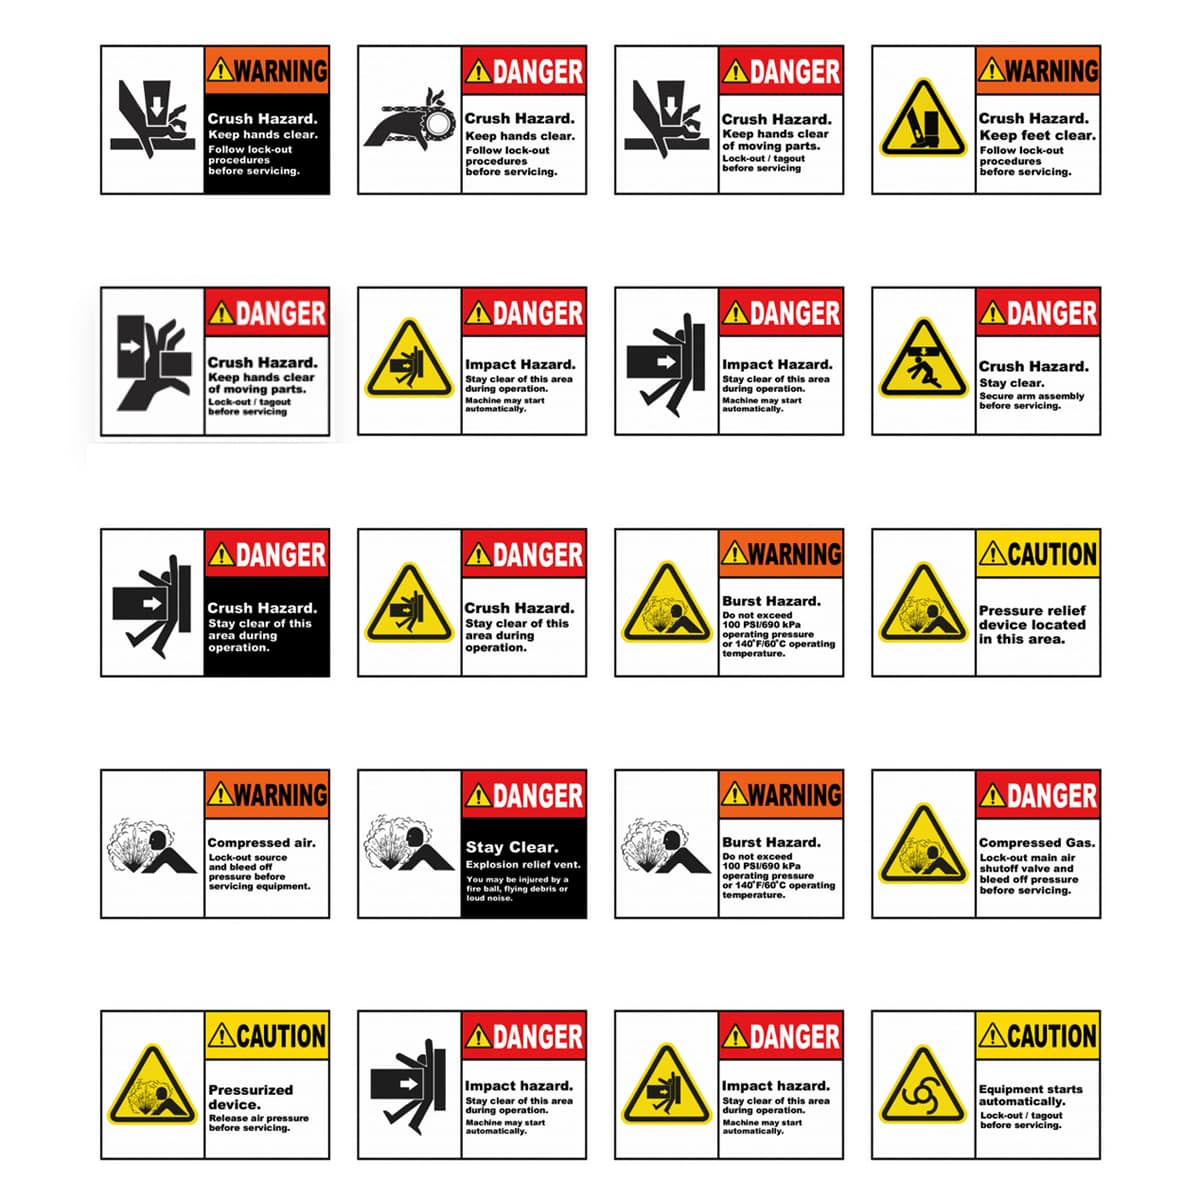 WARNING
Crush Hazard.
Keep hands clear.
Follow lock-out
procedures
before servicing.
DANGER
Crush Hazard.
Keep hands clear.
Follow lock-out
procedures
before servicing.
DANGER
Crush Hazard.
Keep hands clear
of moving parts.
Lock-out / tagout
before servicing
WARNING
Crush Hazard.
Keep feet clear.
Follow lock-out
procedures
before servicing.
DANGER
Crush Hazard.
Keep hands clear
of moving parts.
Lock-out / tagout
before servicing
DANGER
Impact Hazard.
Stay clear of this area
during operation.
Machine may start
automatically.
DANGER
Impact Hazard.
Stay clear of this area
during operation.
Machine may start
automatically.
DANGER
Crush Hazard.
Stay clear.
Secure arm assembly
before servicing.
DANGER
Crush Hazard.
Stay clear of this
area during
operation.
DANGER
Crush Hazard.
Stay clear of this
area during
operation.
WARNING
Burst Hazard.
Do not exceed
100 PSI/690 kPa
operating pressure
or 140˚F/60˚C operating
temperature.
CAUTION
Pressure relief
device located
in this area.
WARNING
Compressed air.
Lock-out source
and bleed off
pressure before
servicing equipment.
DANGER
Stay Clear.
Explosion relief vent.
You may be injured by a
fire ball, flying debris or
loud noise.
WARNING
Burst Hazard.
Do not exceed
100 PSI/690 kPa
operating pressure
or 140˚F/60˚C operating
temperature.
DANGER
Compressed Gas.
Lock-out main air
shutoff valve and
bleed off pressure
before servicing.
CAUTION
Pressurized
device.
Release air pressure
before servicing.
DANGER
Impact hazard.
Stay clear of this area
during operation.
Machine may start
automatically.
DANGER
Impact hazard.
Stay clear of this area
during operation.
Machine may start
automatically.
CAUTION
Equipment starts
automatically.
Lock-out / tagout
before servicing.